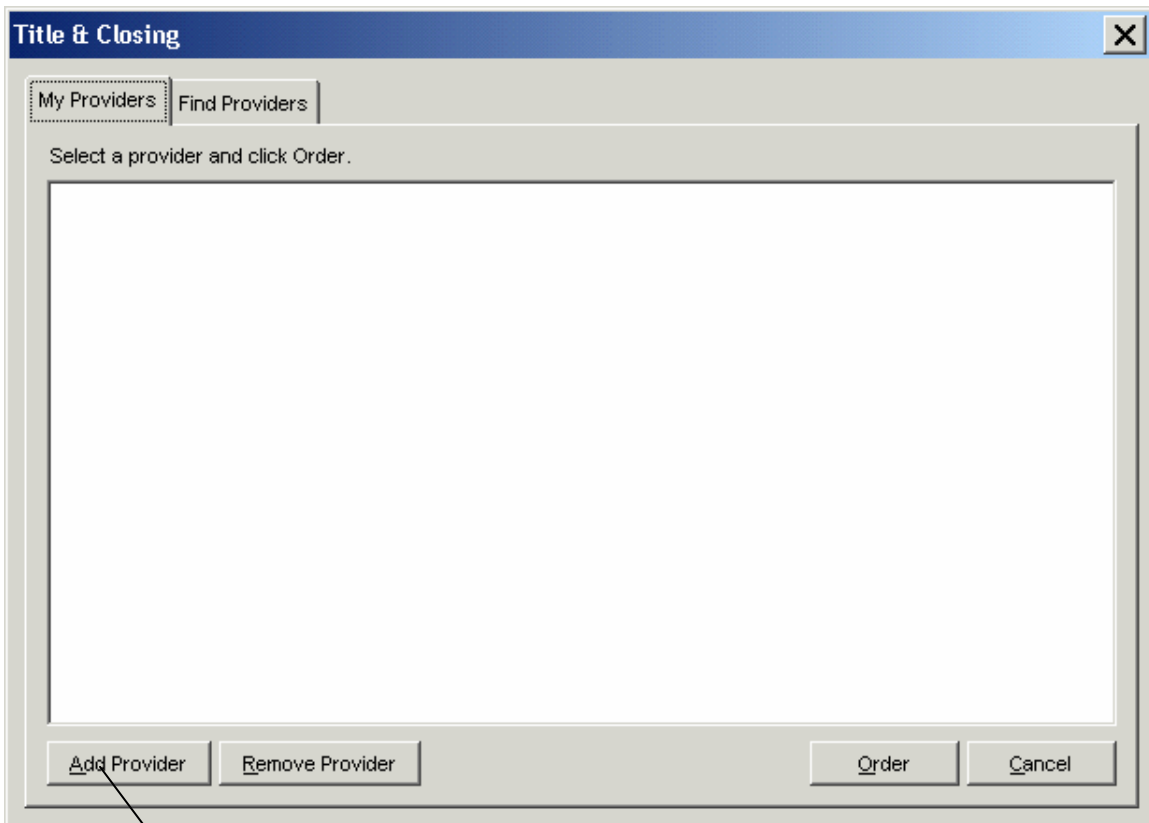 Title & Closing
My Providers Find Providers
Select a provider and click Order.
Add Provider Remove Provider Order Cancel